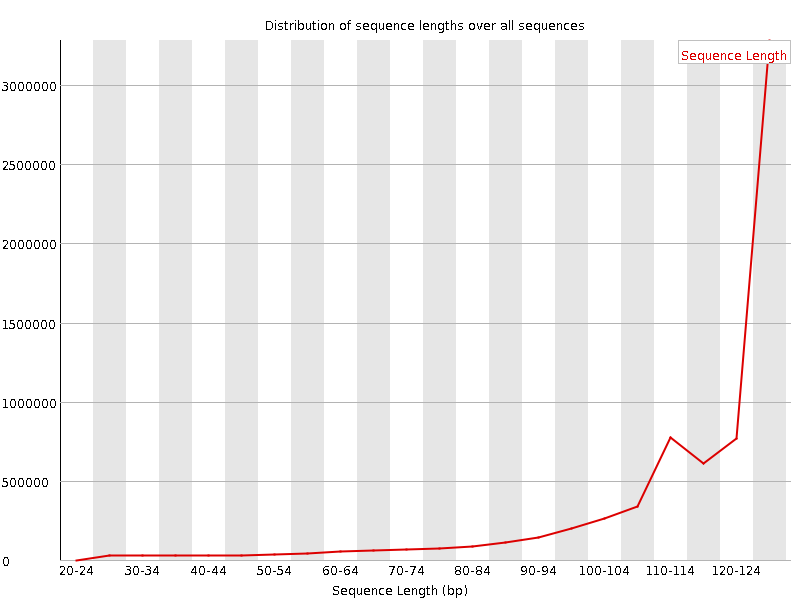 Distribution of sequence lengths over all sequences
Sequence Length
3000000
2500000
2000000
1500000
1000000
500000
0
20-24 30-34 40-44 50-54 60-64 70-74 80-84 90-94 100-104 110-114 120-124
Sequence Length (bp)